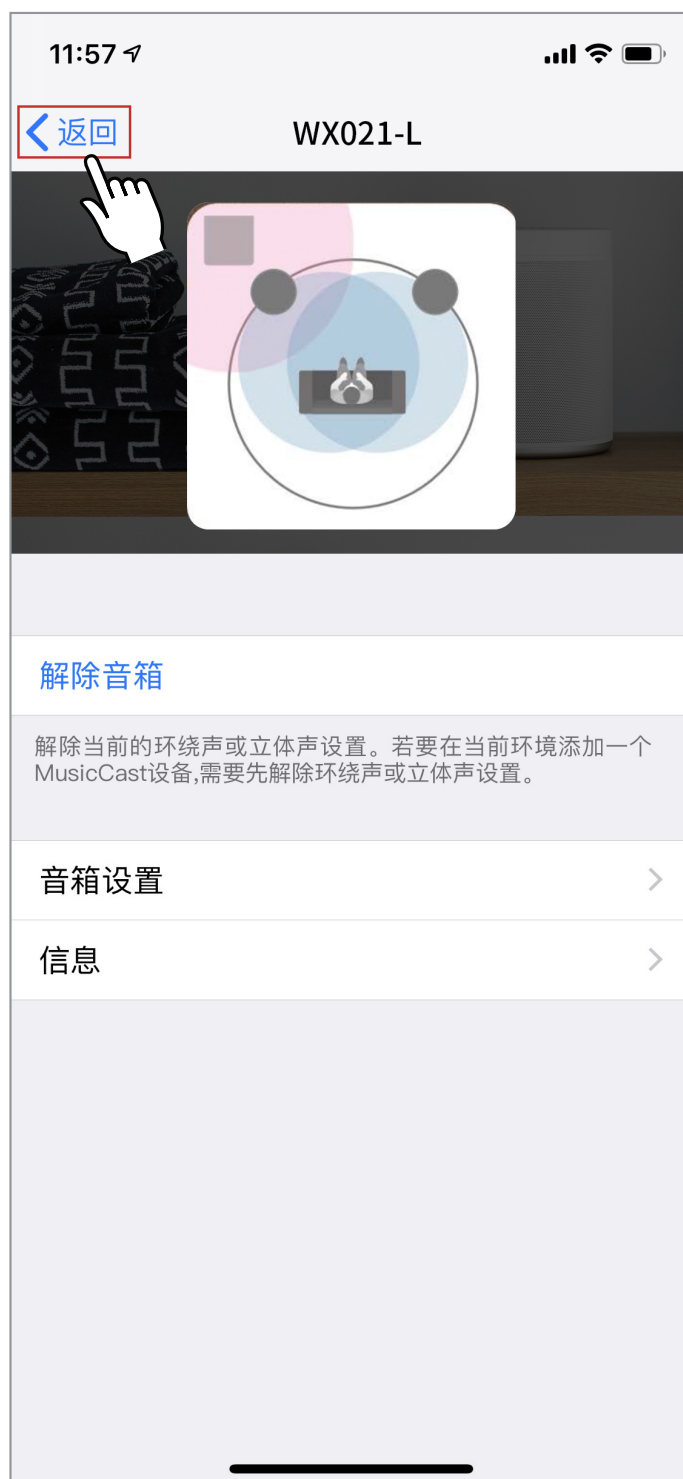 11:57
返回
WX021-L
解除音箱
解除当前的环绕声或立体声设置。若要在当前环境添加一个
MusicCast设备,需要先解除环绕声或立体声设置。
音箱设置
信息